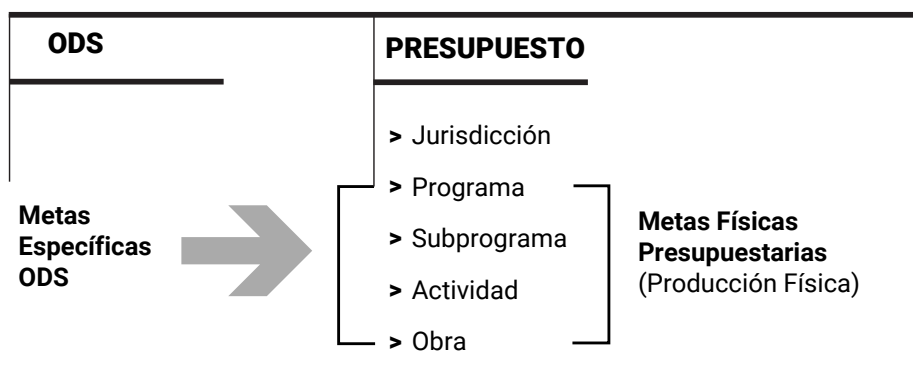 ODS
PRESUPUESTO
> Jurisdicción
> Programa
> Subprograma
> Actividad
> Obra
Metas
Específicas
ODS
Metas Físicas
Presupuestarias
(Producción Física)